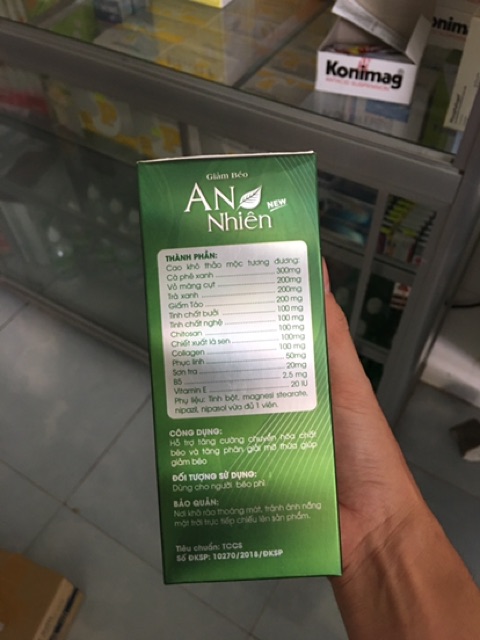 Konimag
Giảm Béo
AN
Nhiên
NEW
THÀNH PHẦN:
Cao khô thảo mộc tương đương:
Cà phê xanh 300mg
Vỏ măng cụt 200mg
Trà xanh 200mg
Giấm Táo 200 mg
Tinh chất bưởi 100 mg
Tinh chất nghệ 100 mg
Chitosan 100 mg
Chiết xuất lá sen 100mg
Collagen 100 mg
Phục linh 50mg
Sơn tra 20mg
B5 2,5 mg
Vitamin E 20 IU
Phụ liệu: Tinh bột, magnesi stearate,
nipazil, nipasol vừa đủ 1 viên.
CÔNG DỤNG:
Hỗ trợ tăng cường chuyển hóa chất
béo và tăng phân giải mỡ thừa giúp
giảm béo
ĐỐI TƯỢNG SỬ DỤNG:
Dùng cho người béo phì
BẢO QUẢN:
Nơi khô ráo thoáng mát, tránh ánh nắng
mặt trời trực tiếp chiếu lên sản phẩm.
Tiêu chuẩn: TCCS
Số ĐKSP: 10270/2018/ĐKSP